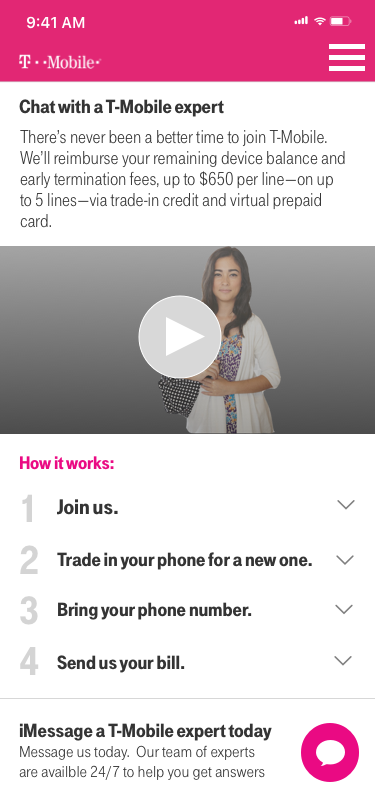 9:41 AM
T··Mobile·
Chat with a T-Mobile expert
There's never been a better time to join T-Mobile.
We'll reimburse your remaining device balance and
early termination fees, up to $650 per line—on up
to 5 lines—via trade-in credit and virtual prepaid
card.
How it works:
1 Join us.
2 Trade in your phone for a new one.
3 Bring your phone number.
4 Send us your bill.
iMessage a T-Mobile expert today
Message us today. Our team of experts
are availble 24/7 to help you get answers